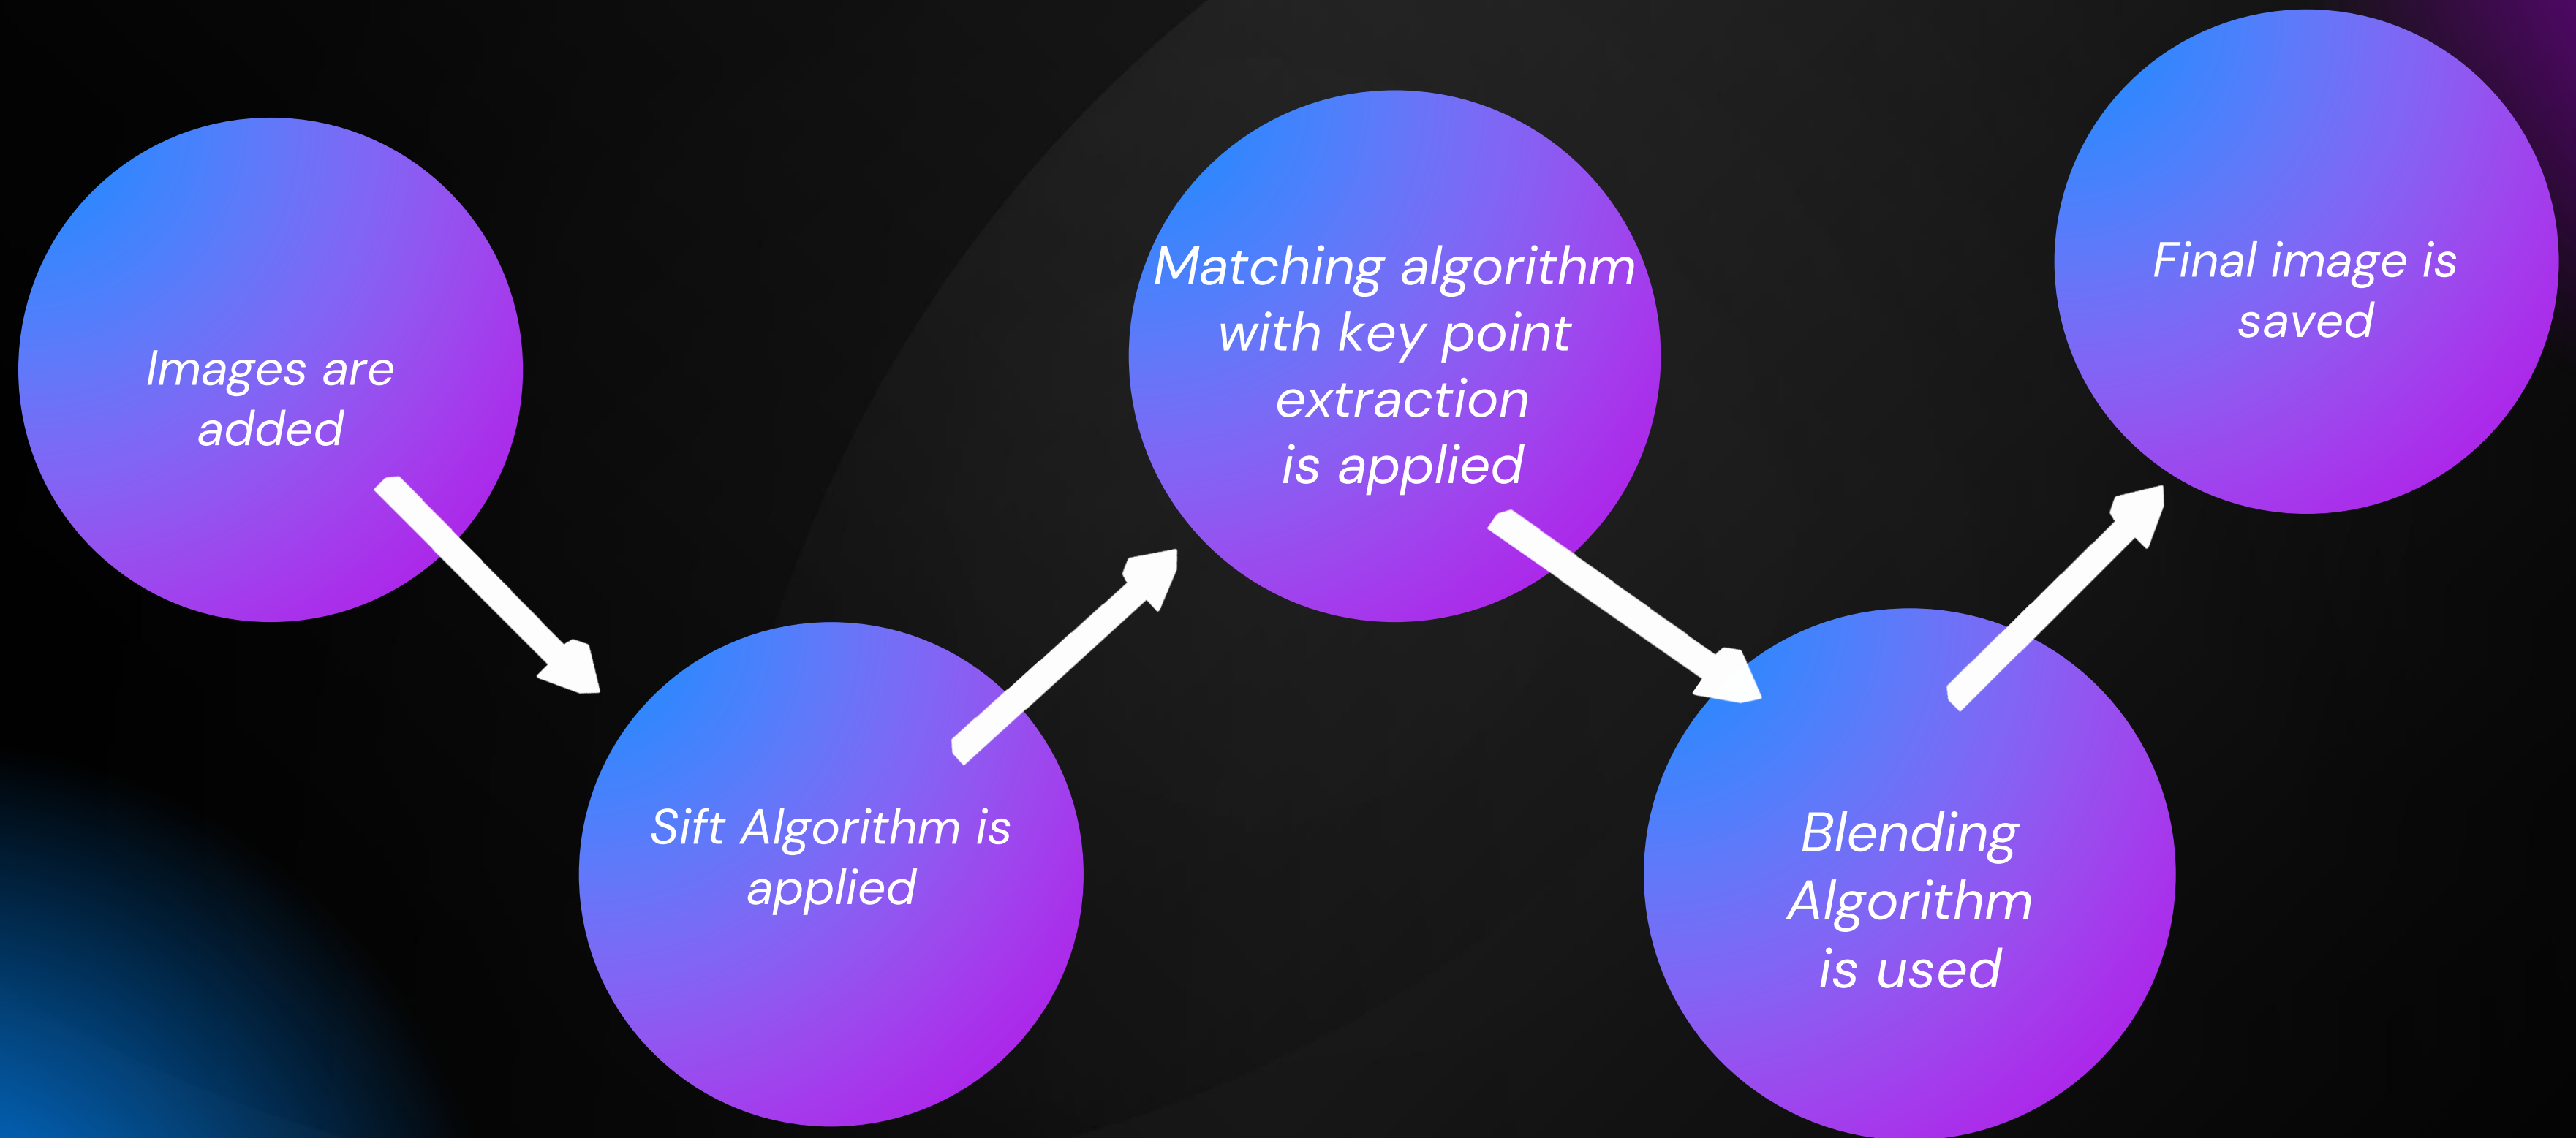 Images are
added
Sift Algorithm is
applied
Matching algorithm
with key point
extraction
is applied
Blending
Algorithm
is used
Final image is
saved